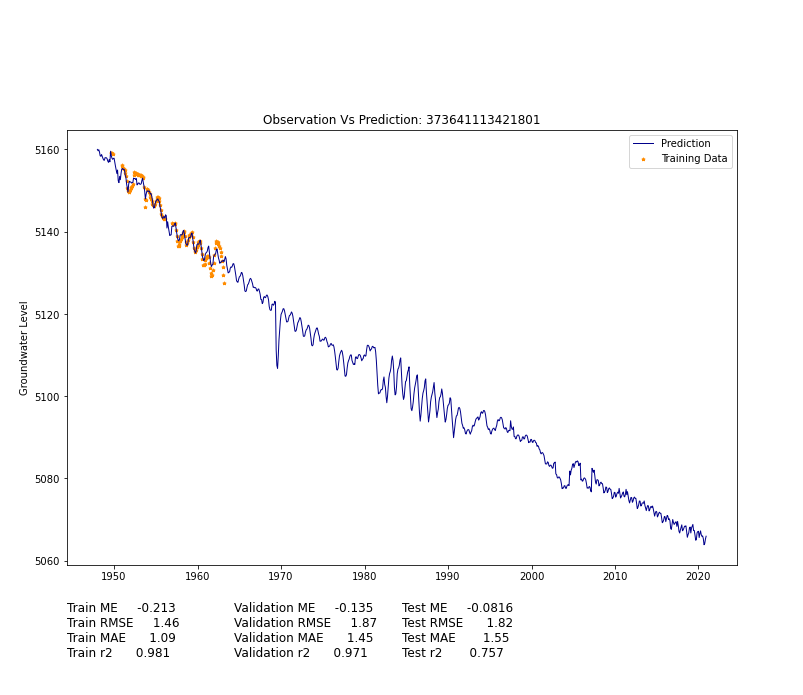 Observation Vs Prediction: 373641113421801
Prediction
Training Data
Groundwater Level
5160
5140
5120
5100
5080
5060
1950 1960 1970 1980 1990 2000 2010 2020
Train ME -0.213 Validation ME -0.135 Test ME -0.0816
Train RMSE 1.46 Validation RMSE 1.87 Test RMSE 1.82
Train MAE 1.09 Validation MAE 1.45 Test MAE 1.55
Train r2 0.981 Validation r2 0.971 Test r2 0.757